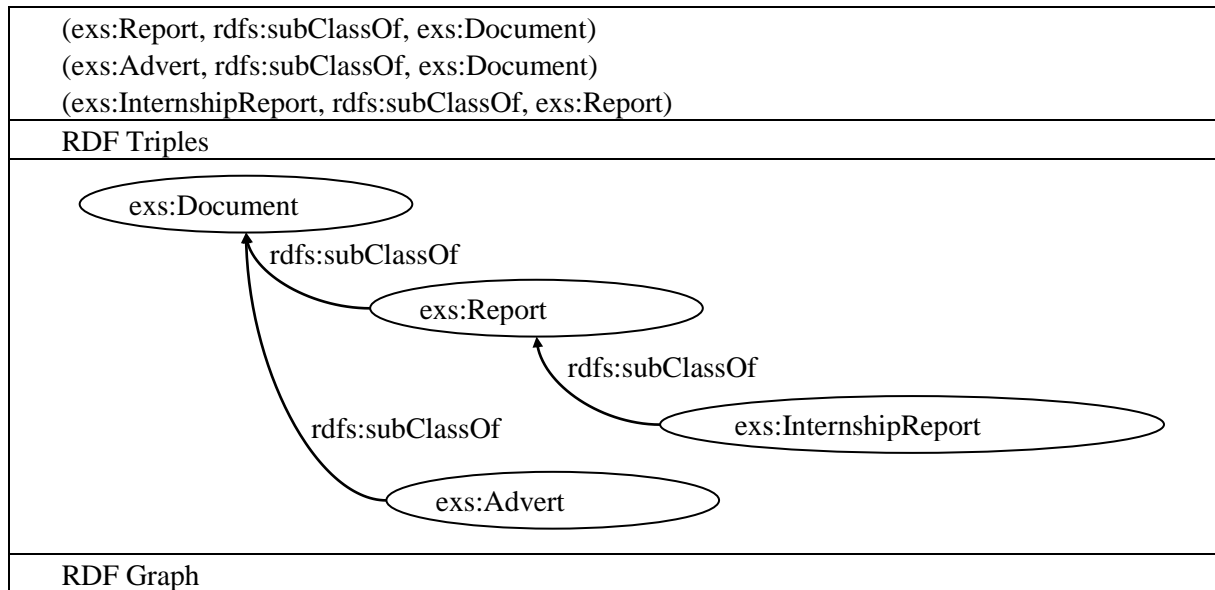 (exs:Report, rdfs:subClassOf, exs:Document)
(exs:Advert, rdfs:subClassOf, exs:Document)
(exs:InternshipReport, rdfs:subClassOf, exs:Report)
RDF Triples
exs:Document
rdfs:subClassOf
exs:Report
rdfs:subClassOf
exs:InternshipReport
rdfs:subClassOf
exs:Advert
RDF Graph